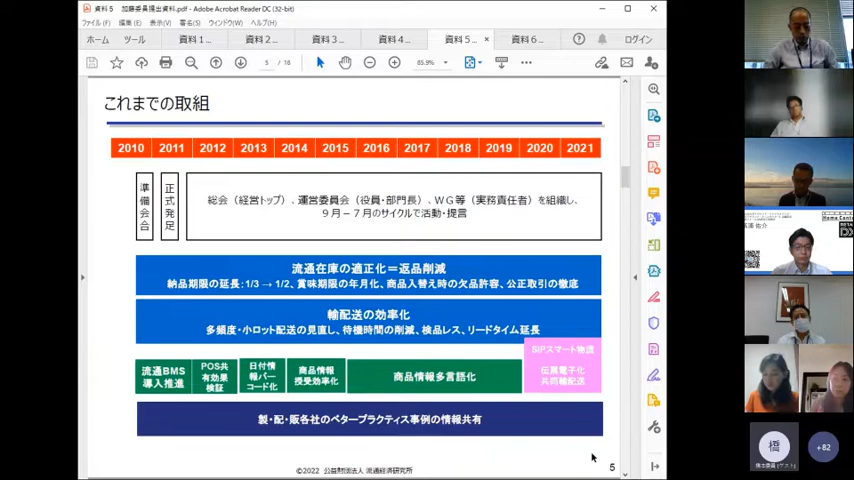 資料５ 加藤委員提出資料.pdf - Adobe Acrobat Reader DC (32-bit)
ファイル(F) 編集(E) 表示(V) 署名(S) ウィンドウ(W) ヘルプ(H)
ホーム ツール 資料１... 資料２... 資料３... 資料４... 資料５... × 資料６... ログイン
5 / 18
85.9%
これまでの取組
2010 2011 2012 2013 2014 2015 2016 2017 2018 2019 2020 2021
準備会合
正式発足
総会（経営トップ）、運営委員会（役員・部門長）、ＷＧ等（実務責任者）を組織し、
９月－７月のサイクルで活動・提言
流通在庫の適正化＝返品削減
納品期限の延長：1/3 → 1/2、賞味期限の年月化、商品入替え時の欠品許容、公正取引の徹底
輸配送の効率化
多頻度・小ロット配送の見直し、待機時間の削減、検品レス、リードタイム延長
SIPスマート物流
伝票電子化
共同輸配送
流通BMS
導入推進
POS共
有効果
検証
日付情
報バー
コード化
商品情報
授受効率化
商品情報多言語化
製・配・販各社のベタープラクティス事例の情報共有
©2022 公益財団法人 流通経済研究所
5
橋
+82